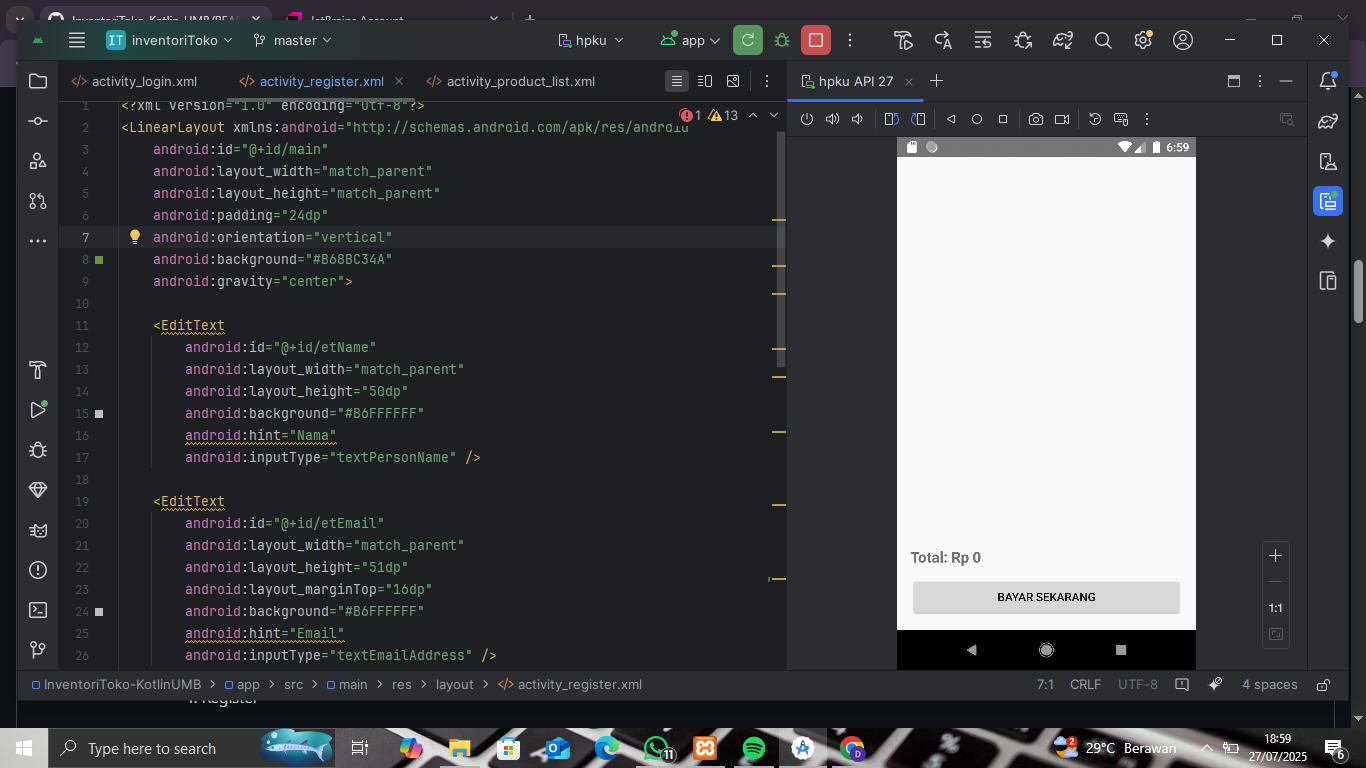 InventoriToko-Kotlin-UMB/READ
JetBrains Account
IT inventoriToko
master
hpku
app
activity_login.xml
activity_register.xml
activity_product_list.xml
hpku API 27
1 <?xml version="1.0" encoding="utf-8"?>
1 13
2 <LinearLayout xmlns:android="http://schemas.android.com/apk/res/android
3 android:id="@+id/main"
4 android:layout_width="match_parent"
5 android:layout_height="match_parent"
6 android:padding="24dp"
7 android:orientation="vertical"
8 android:background="#B68BC34A"
9 android:gravity="center">
10
11 <EditText
12 android:id="@+id/etName"
13 android:layout_width="match_parent"
14 android:layout_height="50dp"
15 android:background="#B6FFFFFF"
16 android:hint="Nama"
17 android:inputType="textPersonName" />
18
19 <EditText
20 android:id="@+id/etEmail"
21 android:layout_width="match_parent"
22 android:layout_height="51dp"
23 android:layout_marginTop="16dp"
24 android:background="#B6FFFFFF"
25 android:hint="Email"
26 android:inputType="textEmailAddress" />
6:59
Total: Rp 0
BAYAR SEKARANG
1:1
InventoriToko-KotlinUMB > app > src > main > res > layout > activity_register.xml
7:1 CRLF UTF-8 4 spaces
1. Register
Type here to search
11
2
29°C Berawan
18:59
27/07/2025
6